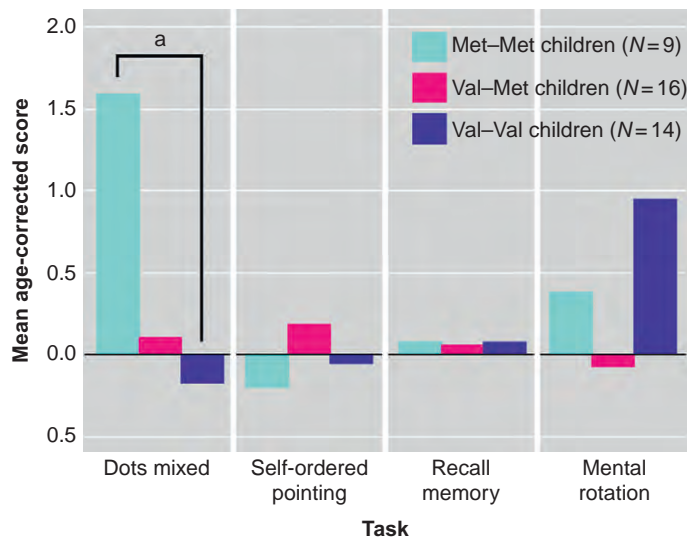 2.0
1.5
1.0
0.5
0.0
0.5
Mean age-corrected score
a
Met–Met children (N=9)
Val–Met children (N=16)
Val–Val children (N=14)
Dots mixed
Self-ordered
pointing
Recall
memory
Mental
rotation
Task